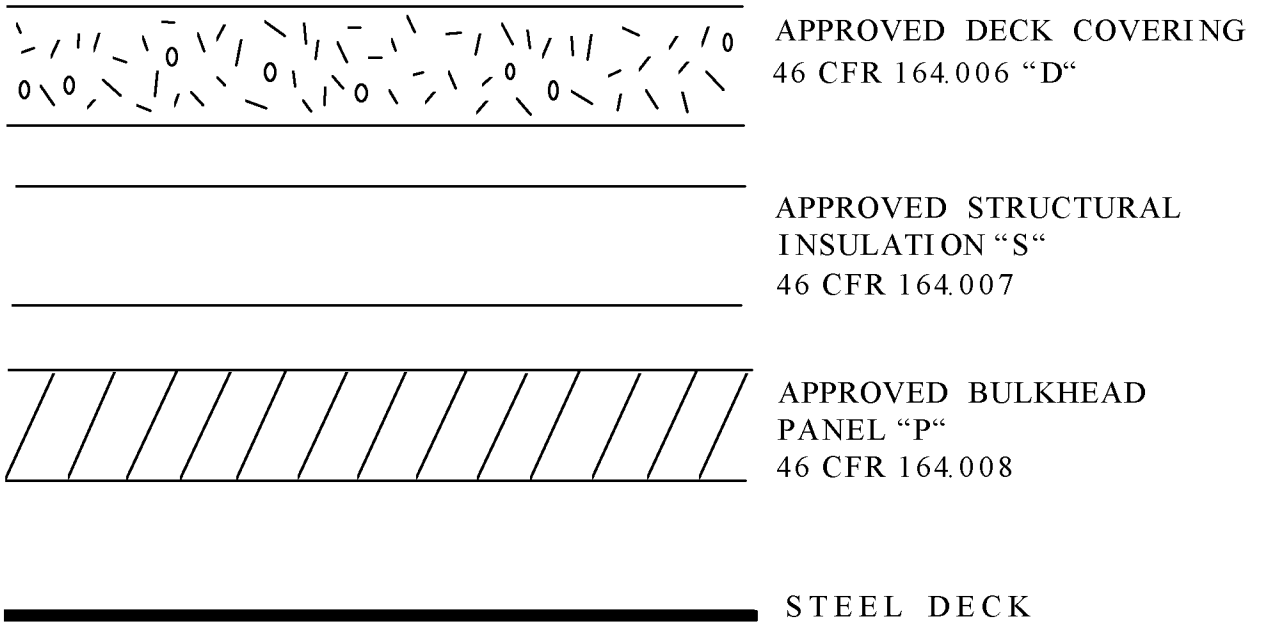 APPROVED DECK COVERING
46 CFR 164.006 “D“
APPROVED STRUCTURAL
INSULATION “S“
46 CFR 164.007
APPROVED BULKHEAD
PANEL “P“
46 CFR 164.008
STEEL DECK